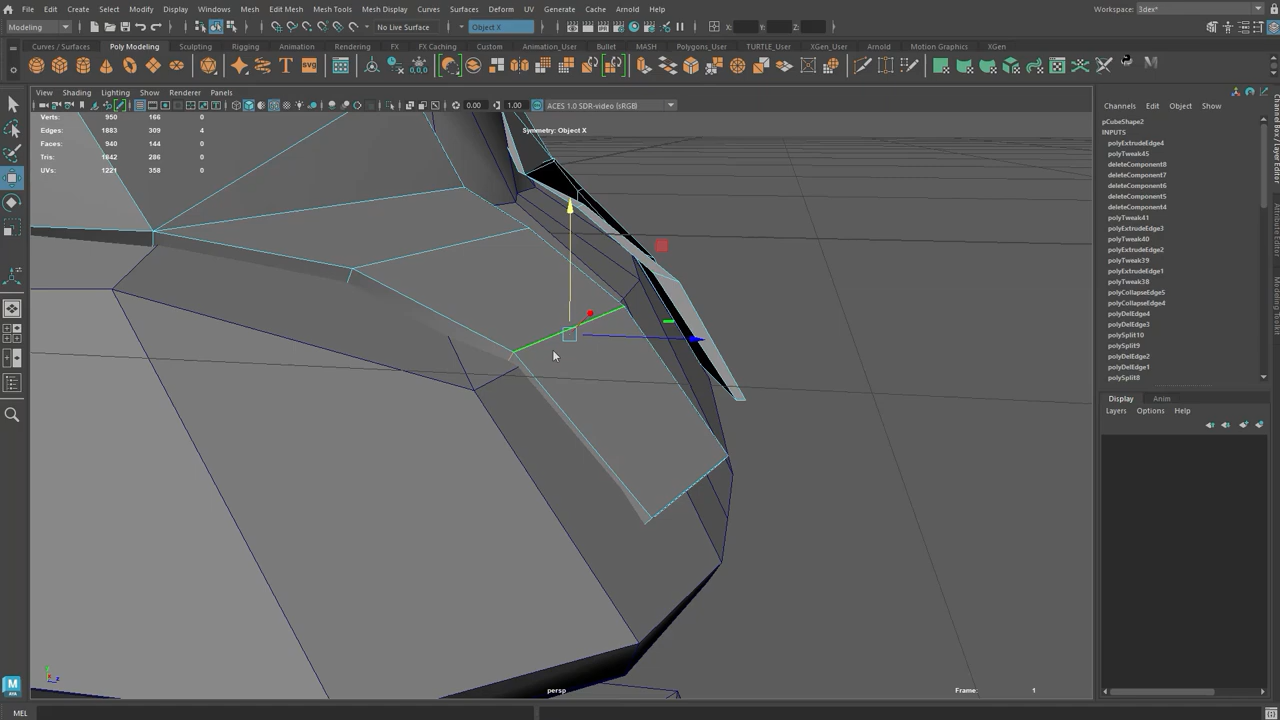 File Edit Create Select Modify Display Windows Mesh Edit Mesh Mesh Tools Mesh Display Curves Surfaces Deform UV Generate Cache Arnold Help
Workspace: 3dex*
Modeling
No Live Surface
Object X
X:
Y:
Z:
Curves / Surfaces Poly Modeling Sculpting Rigging Animation Rendering FX FX Caching Custom Animation_User Bullet MASH Polygons_User TURTLE_User XGen_User Arnold Motion Graphics XGen
View Shading Lighting Show Renderer Panels
0.00
1.00
ACES 1.0 SDR-video (sRGB)
Verts: 950 166 0
Edges: 1883 309 4
Faces: 940 144 0
Tris: 1842 286 0
UVs: 1221 358 0
Symmetry: Object X
persp
Frame: 1
Channels Edit Object Show
pCubeShape2
INPUTS
polyExtrudeEdge4
polyTweak45
deleteComponent8
deleteComponent7
deleteComponent6
deleteComponent5
deleteComponent4
polyTweak41
polyExtrudeEdge3
polyTweak40
polyExtrudeEdge2
polyTweak39
polyExtrudeEdge1
polyTweak38
polyCollapseEdge5
polyCollapseEdge4
polyDelEdge4
polyDelEdge3
polySplit10
polySplit9
polyDelEdge2
polyDelEdge1
polySplit8
Display Anim
Layers Options Help
Channel Box / Layer Editor
MEL